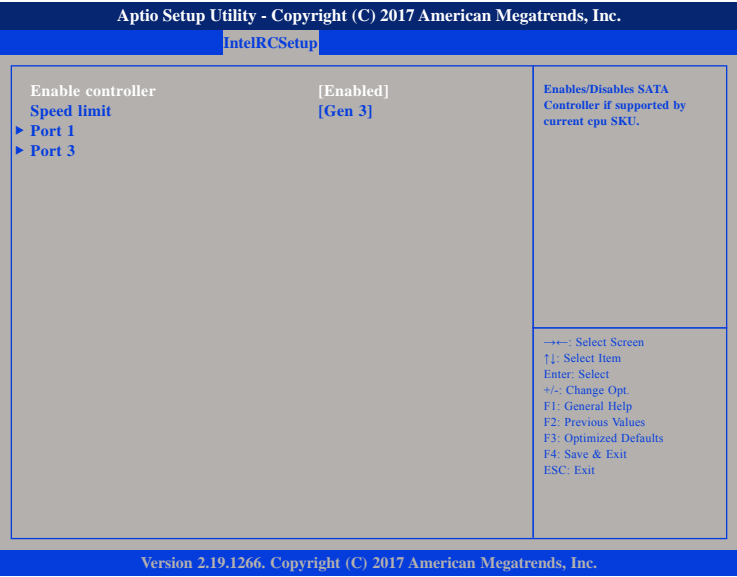 Aptio Setup Utility - Copyright (C) 2017 American Megatrends, Inc.
IntelRCSetup
Enable controller [Enabled]
Speed limit [Gen 3]
► Port 1
► Port 3
Enables/Disables SATA
Controller if supported by
current cpu SKU.
→←: Select Screen
↑↓: Select Item
Enter: Select
+/-: Change Opt.
F1: General Help
F2: Previous Values
F3: Optimized Defaults
F4: Save & Exit
ESC: Exit
Version 2.19.1266. Copyright (C) 2017 American Megatrends, Inc.